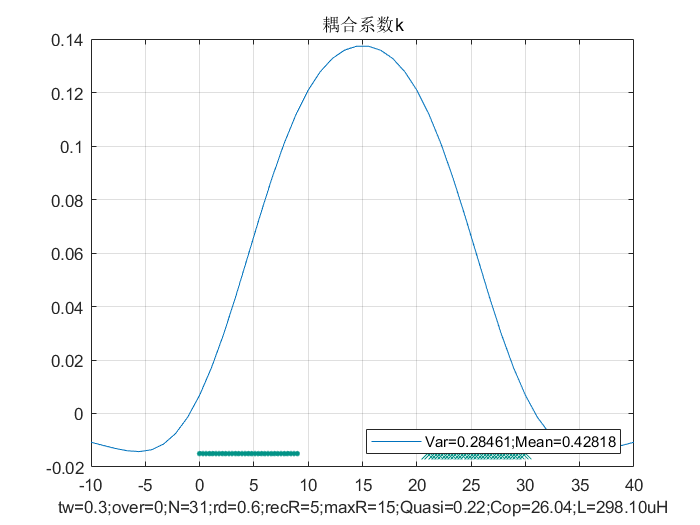 耦合系数k
0.14
0.12
0.1
0.08
0.06
0.04
0.02
0
-0.02
Var=0.28461;Mean=0.42818
-10 -5 0 5 10 15 20 25 30 35 40
tw=0.3;over=0;N=31;rd=0.6;recR=5;maxR=15;Quasi=0.22;Cop=26.04;L=298.10uH